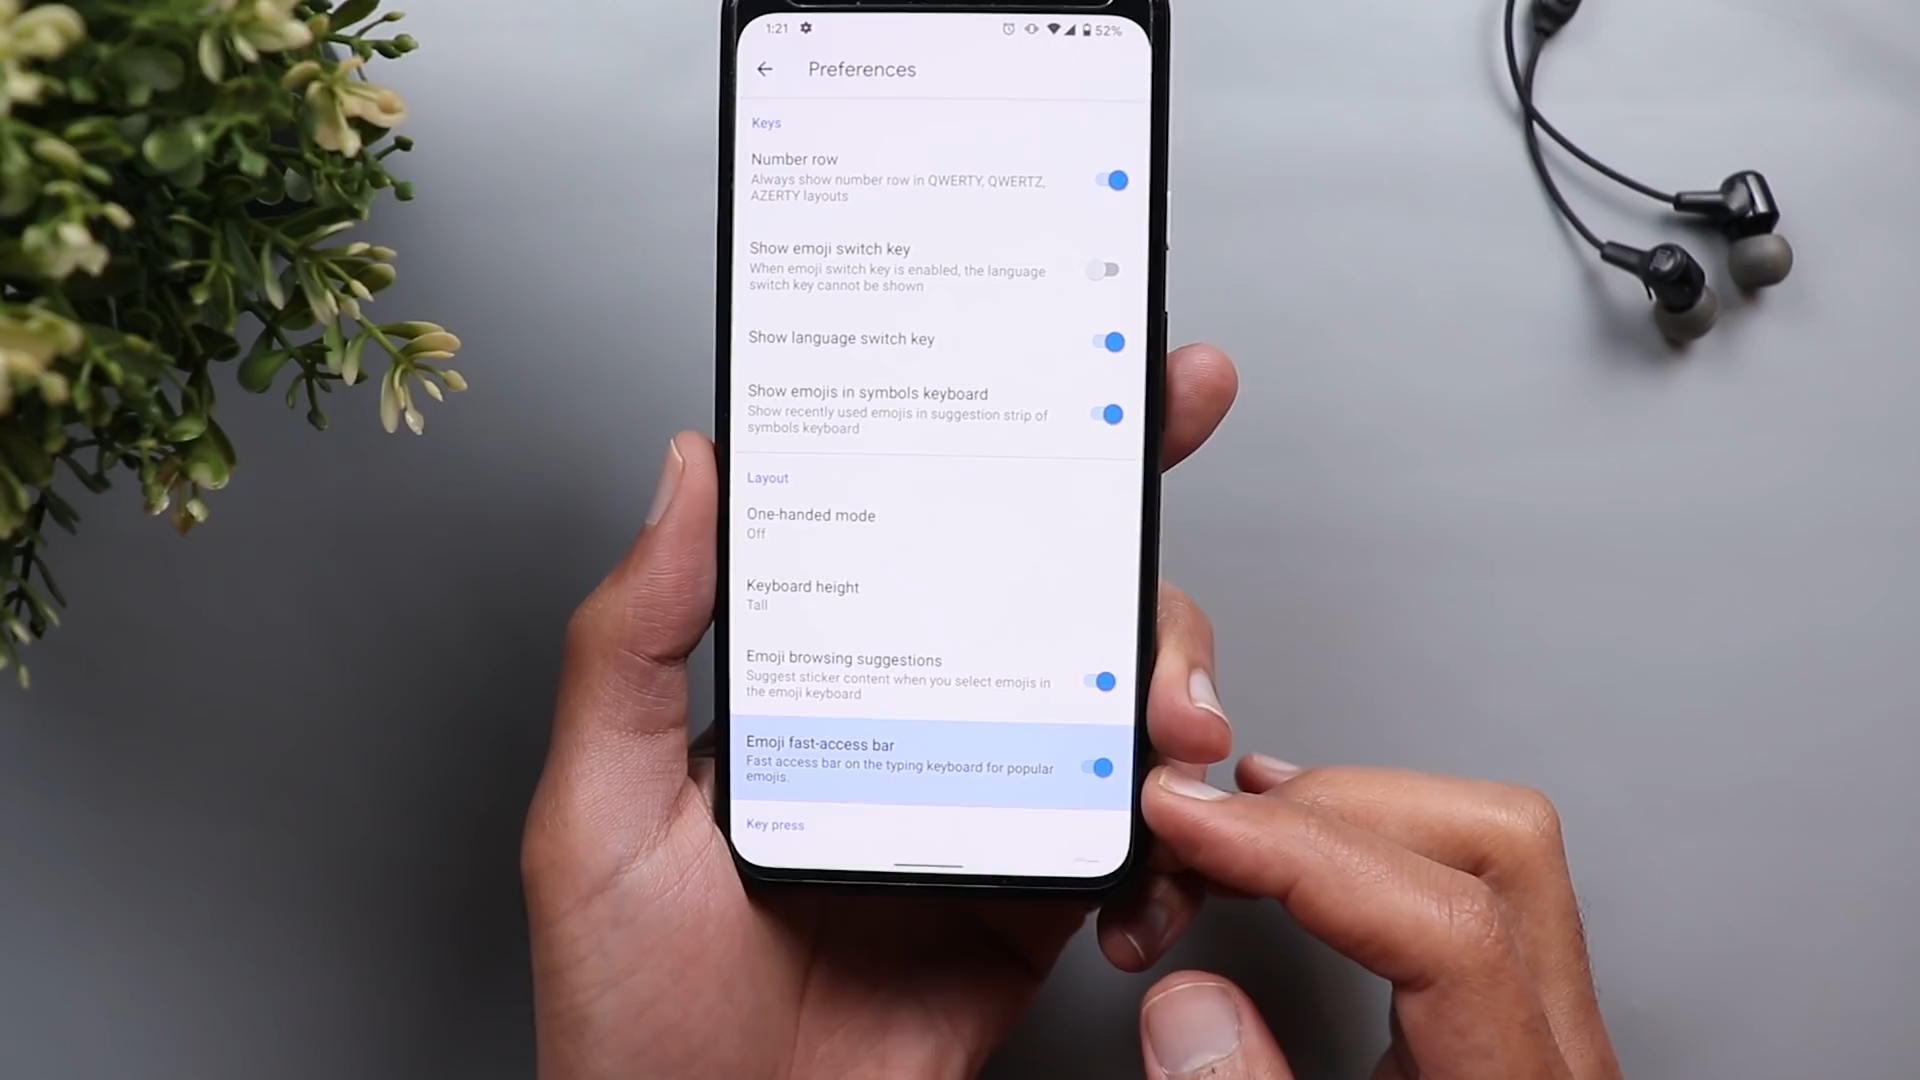 1:21 52%
Preferences
Keys
Number row
Always show number row in QWERTY, QWERTZ,
AZERTY layouts
Show emoji switch key
When emoji switch key is enabled, the language
switch key cannot be shown
Show language switch key
Show emojis in symbols keyboard
Show recently used emojis in suggestion strip of
symbols keyboard
Layout
One-handed mode
Off
Keyboard height
Tall
Emoji browsing suggestions
Suggest sticker content when you select emojis in
the emoji keyboard
Emoji fast-access bar
Fast access bar on the typing keyboard for popular
emojis.
Key press